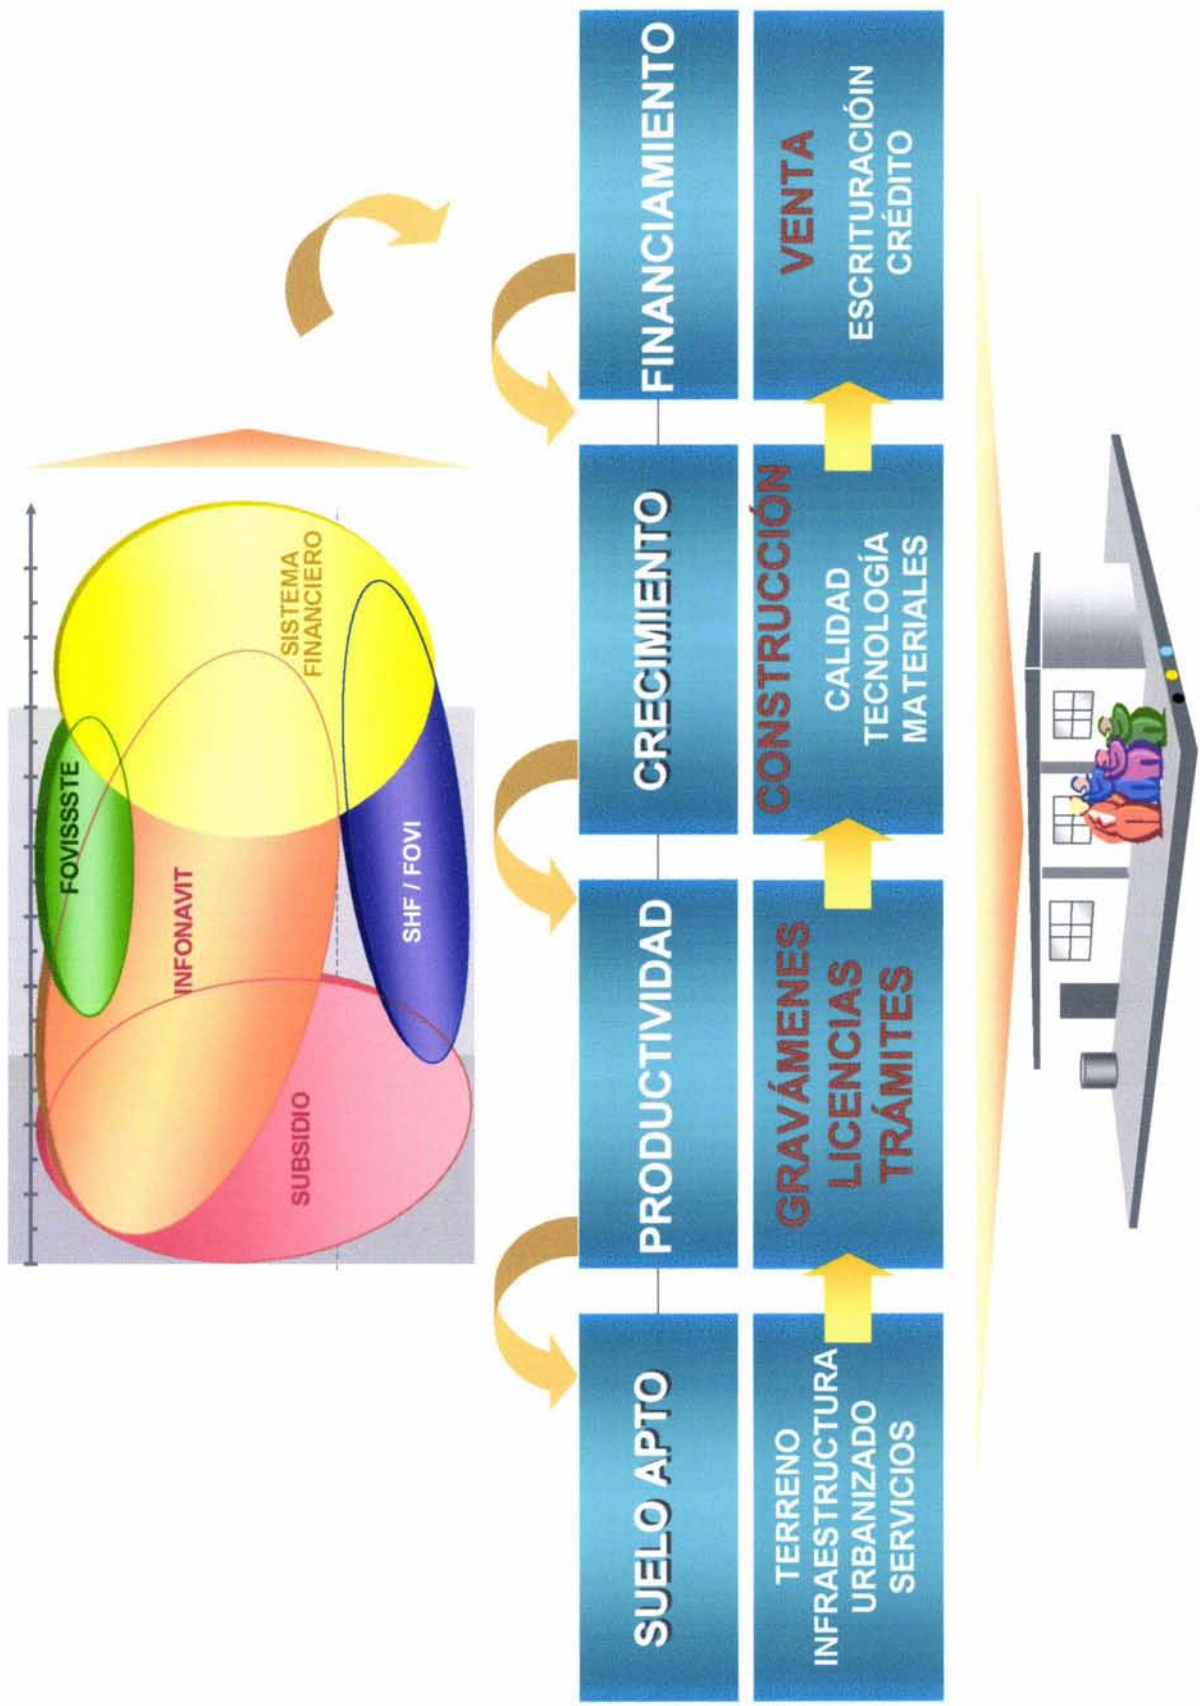 FOVISSSTE
INFONAVIT
SUBSIDIO
SHF / FOVI
SISTEMA
FINANCIERO
SUELO APTO
PRODUCTIVIDAD
CRECIMIENTO
FINANCIAMIENTO
TERRENO
INFRAESTRUCTURA
URBANIZADO
SERVICIOS
GRAVÁMENES
LICENCIAS
TRÁMITES
CONSTRUCCIÓN
CALIDAD
TECNOLOGÍA
MATERIALES
VENTA
ESCRITURACIÓIN
CRÉDITO